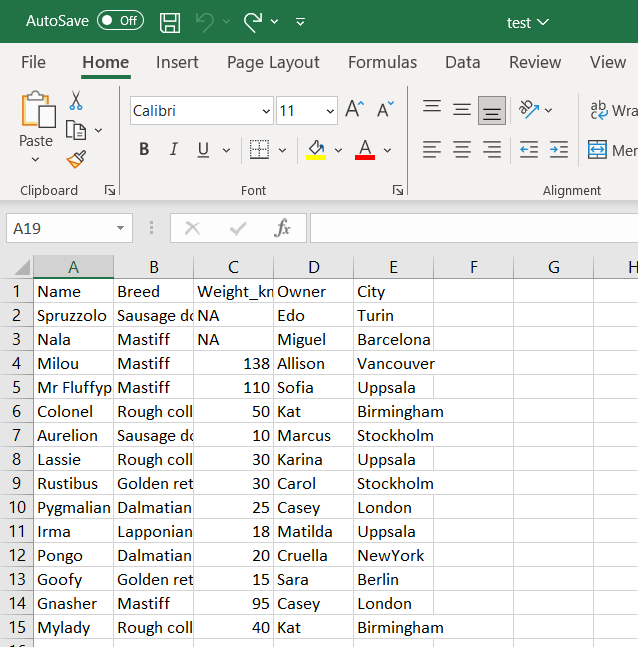 AutoSave Off test
File Home Insert Page Layout Formulas Data Review View
Paste Calibri 11 A A ab Wra
B I U A Mer
Clipboard Font Alignment
A19 fx
A B C D E F G H
1 Name Breed Weight_kn Owner City
2 Spruzzolo Sausage do NA Edo Turin
3 Nala Mastiff NA Miguel Barcelona
4 Milou Mastiff 138 Allison Vancouver
5 Mr Fluffyp Mastiff 110 Sofia Uppsala
6 Colonel Rough coll 50 Kat Birmingham
7 Aurelion Sausage do 10 Marcus Stockholm
8 Lassie Rough coll 30 Karina Uppsala
9 Rustibus Golden ret 30 Carol Stockholm
10 Pygmalian Dalmatian 25 Casey London
11 Irma Lapponian 18 Matilda Uppsala
12 Pongo Dalmatian 20 Cruella NewYork
13 Goofy Golden ret 15 Sara Berlin
14 Gnasher Mastiff 95 Casey London
15 Mylady Rough coll 40 Kat Birmingham